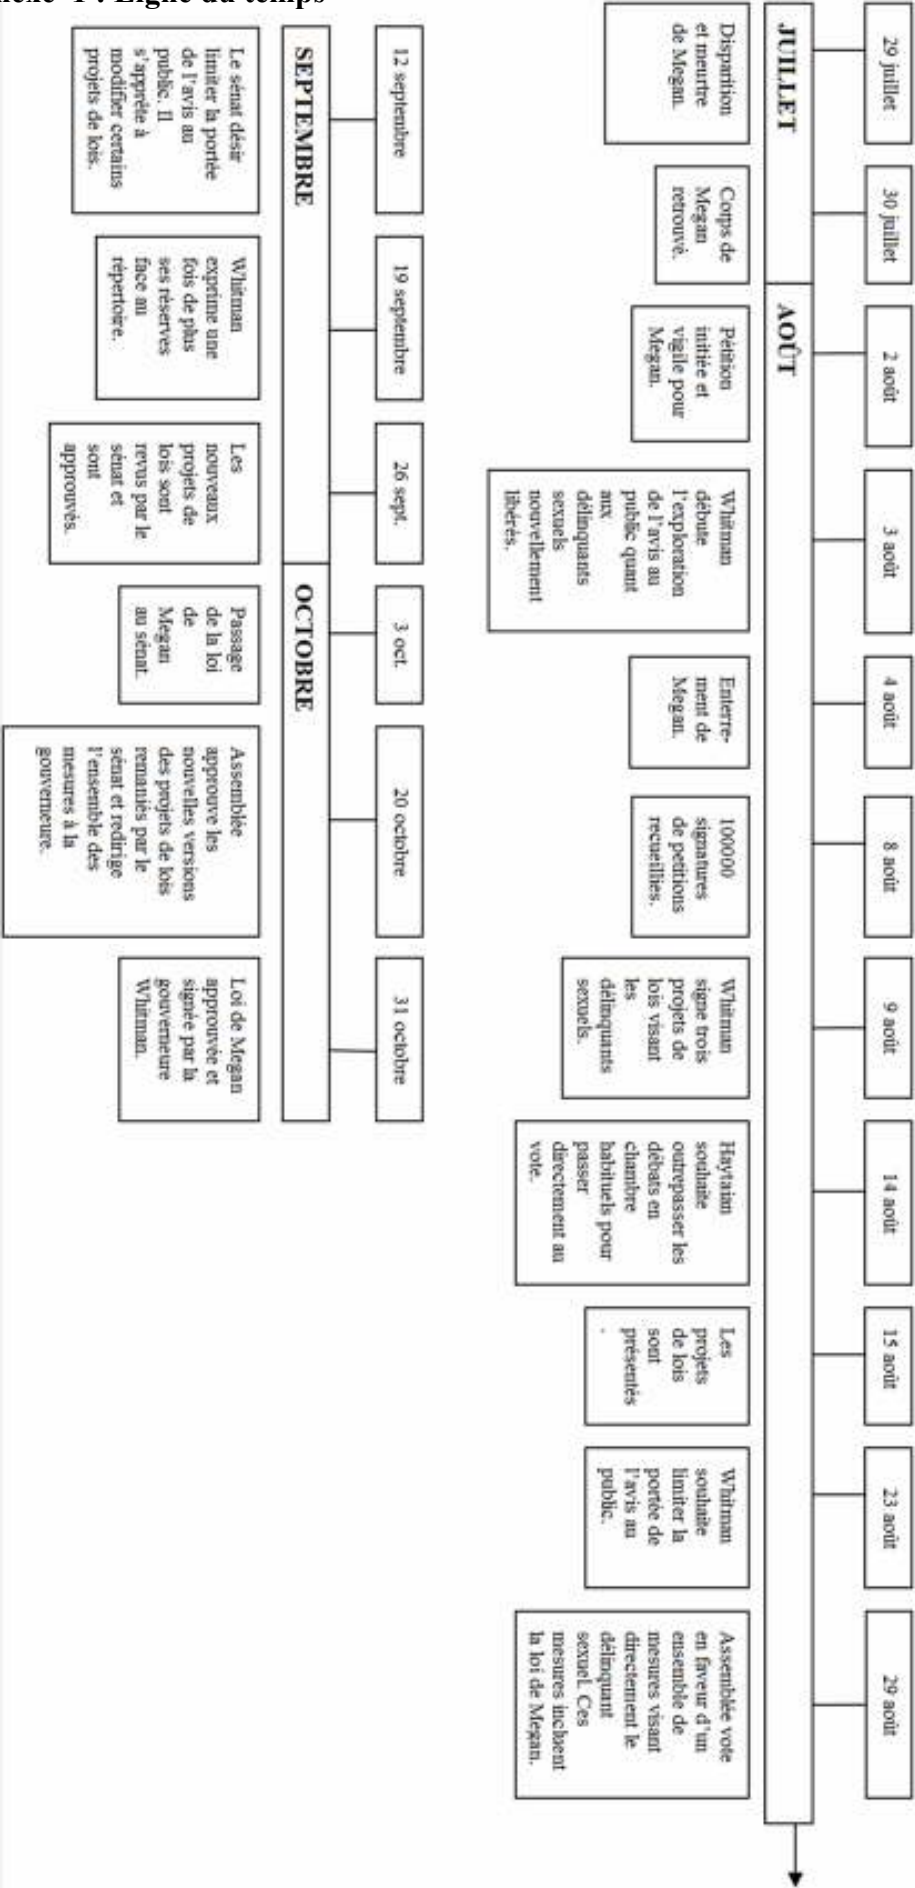 nexe 1 : Ligne du temps
29 juillet
30 juillet
2 août
3 août
4 août
8 août
9 août
14 août
15 août
23 août
29 août
JUILLET
AOÛT
Disparition
et meurtre
de Megan.
Corps de
Megan
retrouvé.
Pétition
initiée et
vigile pour
Megan.
Whitman
débute
l'exploration
de l'avis au
public quant
aux
délinquants
sexuels
nouvellement
libérés.
Enterre-
ment de
Megan.
100000
signatures
de petitions
recueillies.
Whitman
signe trois
projets de
lois visant
les
délinquants
sexuels.
Haytaian
souhaite
outrepasser les
débats en
chambre
habituels pour
passer
directement au
vote.
Les
projets
de lois
sont
présentés
.
Whitman
souhaite
limiter la
portée de
l'avis au
public.
Assemblée vote
en faveur d'un
ensemble de
mesures visant
directement le
délinquant
sexuel. Ces
mesures incluent
la loi de Megan.
12 septembre
19 septembre
26 sept.
3 oct.
20 octobre
31 octobre
SEPTEMBRE
OCTOBRE
Le sénat désir
limiter la portée
de l'avis au
public. Il
s'apprête à
modifier certains
projets de lois.
Whitman
exprime une
fois de plus
ses réserves
face au
répertoire.
Les
nouveaux
projets de
lois sont
revus par le
sénat et
sont
approuvés.
Passage
de la loi
de
Megan
au sénat.
Assemblée
approuve les
nouvelles versions
des projets de lois
remaniés par le
sénat et redirige
l'ensemble des
mesures à la
gouverneure.
Loi de Megan
approuvée et
signée par la
gouverneure
Whitman.